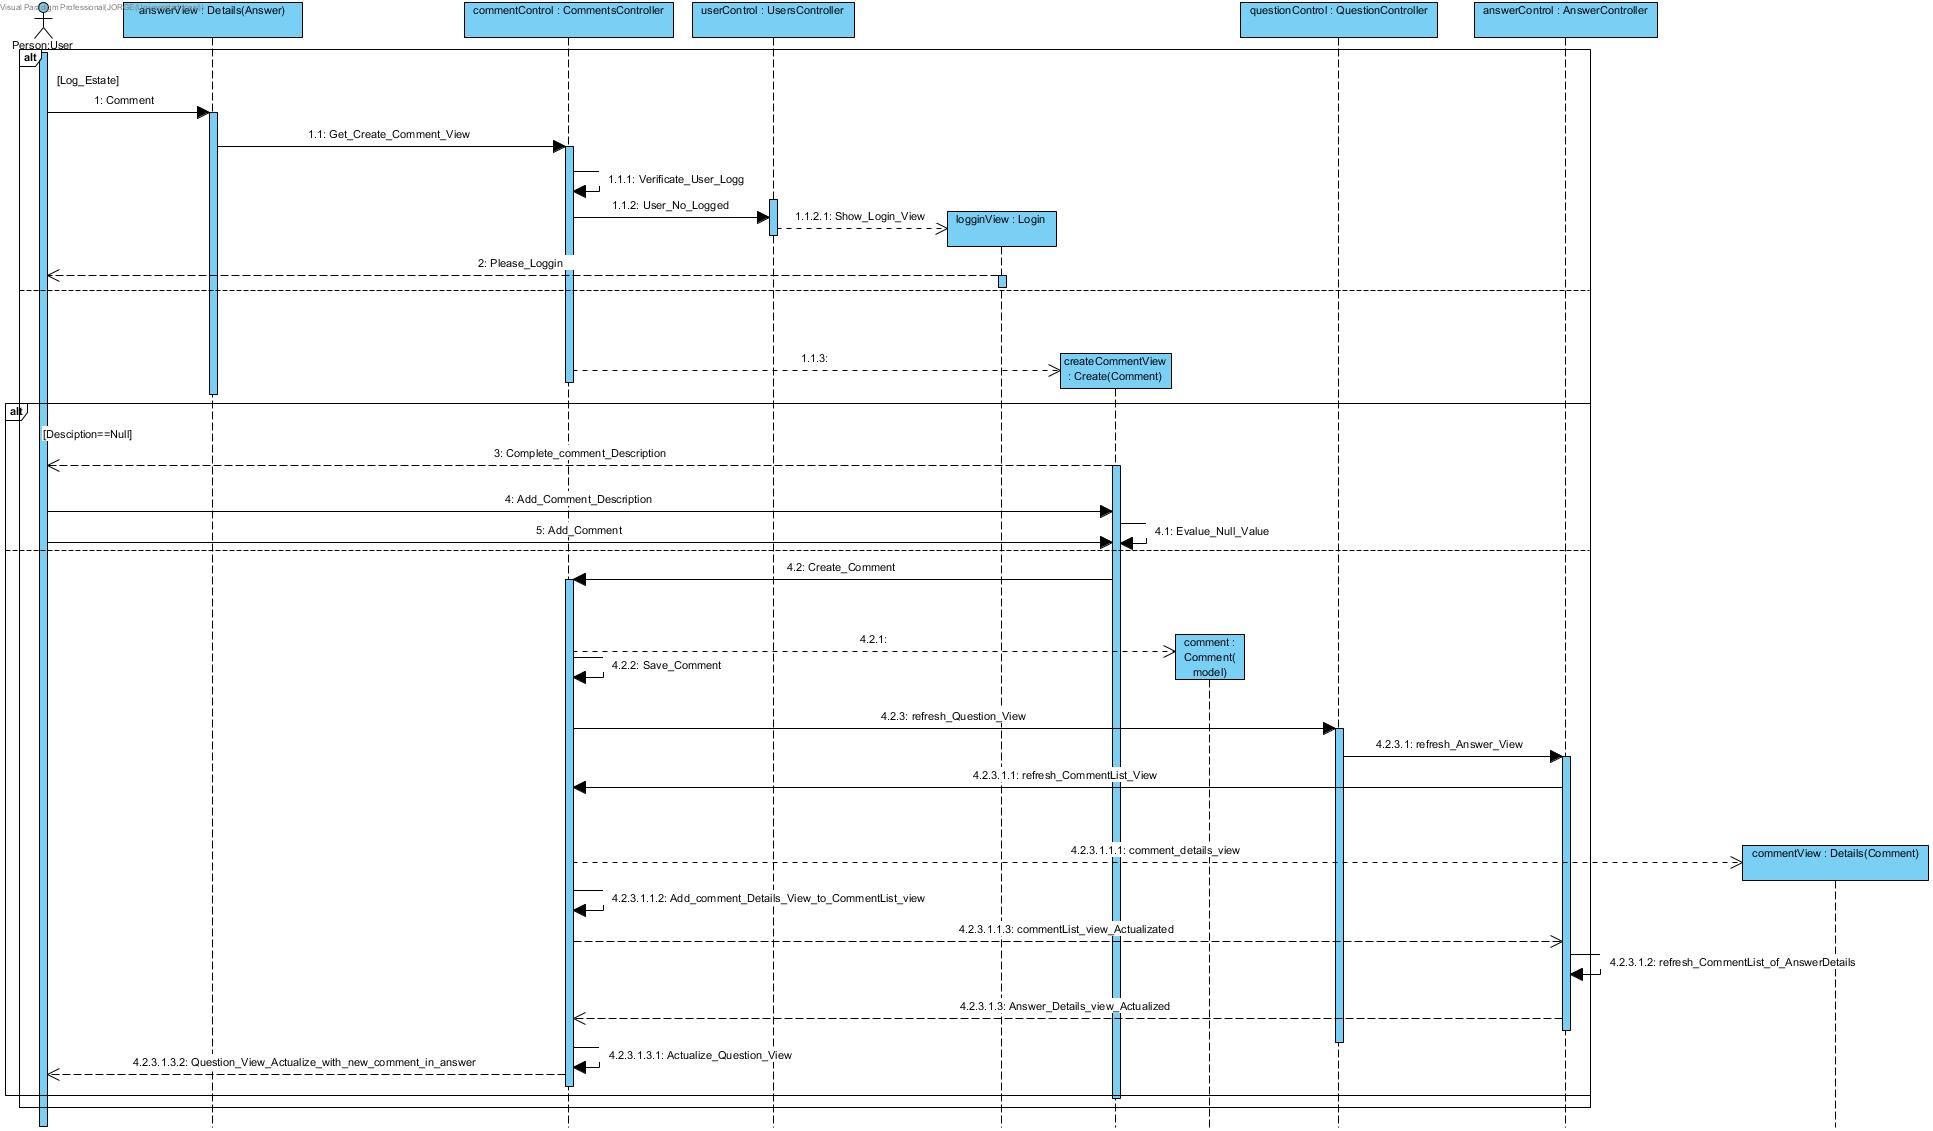 Visual Paradigm Professional(JORGE
answerView : Details(Answer)
commentControl : CommentsController
userControl : UsersController
questionControl : QuestionController
answerControl : AnswerController
Person:User
alt
[Log_Estate]
1: Comment
1.1: Get_Create_Comment_View
1.1.1: Verificate_User_Logg
1.1.2: User_No_Logged
1.1.2.1: Show_Login_View
logginView : Login
2: Please_Loggin
1.1.3:
createCommentView
: Create(Comment)
alt
[Desciption==Null]
3: Complete_comment_Description
4: Add_Comment_Description
5: Add_Comment
4.1: Evalue_Null_Value
4.2: Create_Comment
4.2.1:
comment :
Comment(
model)
4.2.2: Save_Comment
4.2.3: refresh_Question_View
4.2.3.1: refresh_Answer_View
4.2.3.1.1: refresh_CommentList_View
4.2.3.1.1.1: comment_details_view
commentView : Details(Comment)
4.2.3.1.1.2: Add_comment_Details_View_to_CommentList_view
4.2.3.1.1.3: commentList_view_Actualizated
4.2.3.1.2: refresh_CommentList_of_AnswerDetails
4.2.3.1.3: Answer_Details_view_Actualized
4.2.3.1.3.1: Actualize_Question_View
4.2.3.1.3.2: Question_View_Actualize_with_new_comment_in_answer